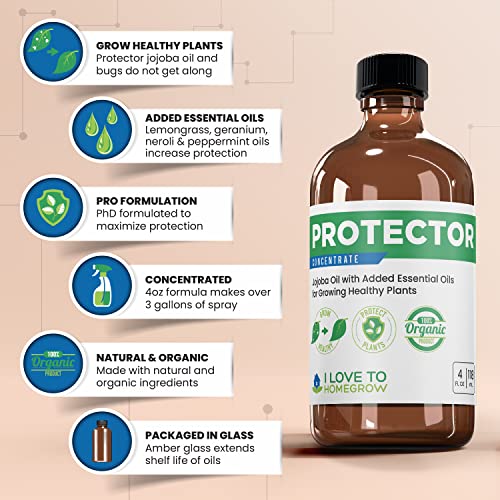 GROW HEALTHY PLANTS
Protector jojoba oil and
bugs do not get along
ADDED ESSENTIAL OILS
Lemongrass, geranium,
neroli & peppermint oils
increase protection
PRO FORMULATION
PhD formulated to
maximize protection
CONCENTRATED
4oz formula makes over
3 gallons of spray
100%
Organic
PRODUCT
NATURAL & ORGANIC
Made with natural and
organic ingredients
PACKAGED IN GLASS
Amber glass extends
shelf life of oils
PROTECTOR
CONCENTRATE
Jojoba Oil with Added Essential Oils
for Growing Healthy Plants
GROW
HEALTHY
PROTECT
PLANTS
100%
Organic
PRODUCT
I LOVE TO
HOMEGROW
4
FL OZ
118